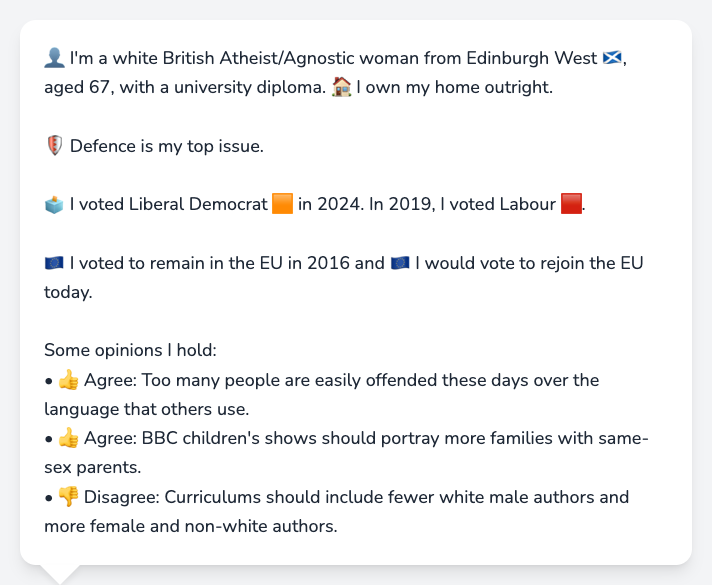 👤 I'm a white British Atheist/Agnostic woman from Edinburgh West 🏴󠁧󠁢󠁳󠁣󠁴󠁿,
aged 67, with a university diploma. 🏠 I own my home outright.
🛡️ Defence is my top issue.
🗳️ I voted Liberal Democrat 🟧 in 2024. In 2019, I voted Labour 🟥.
🇪🇺 I voted to remain in the EU in 2016 and 🇪🇺 I would vote to rejoin the EU
today.
Some opinions I hold:
• 👍 Agree: Too many people are easily offended these days over the
language that others use.
• 👍 Agree: BBC children's shows should portray more families with same-
sex parents.
• 👎 Disagree: Curriculums should include fewer white male authors and
more female and non-white authors.